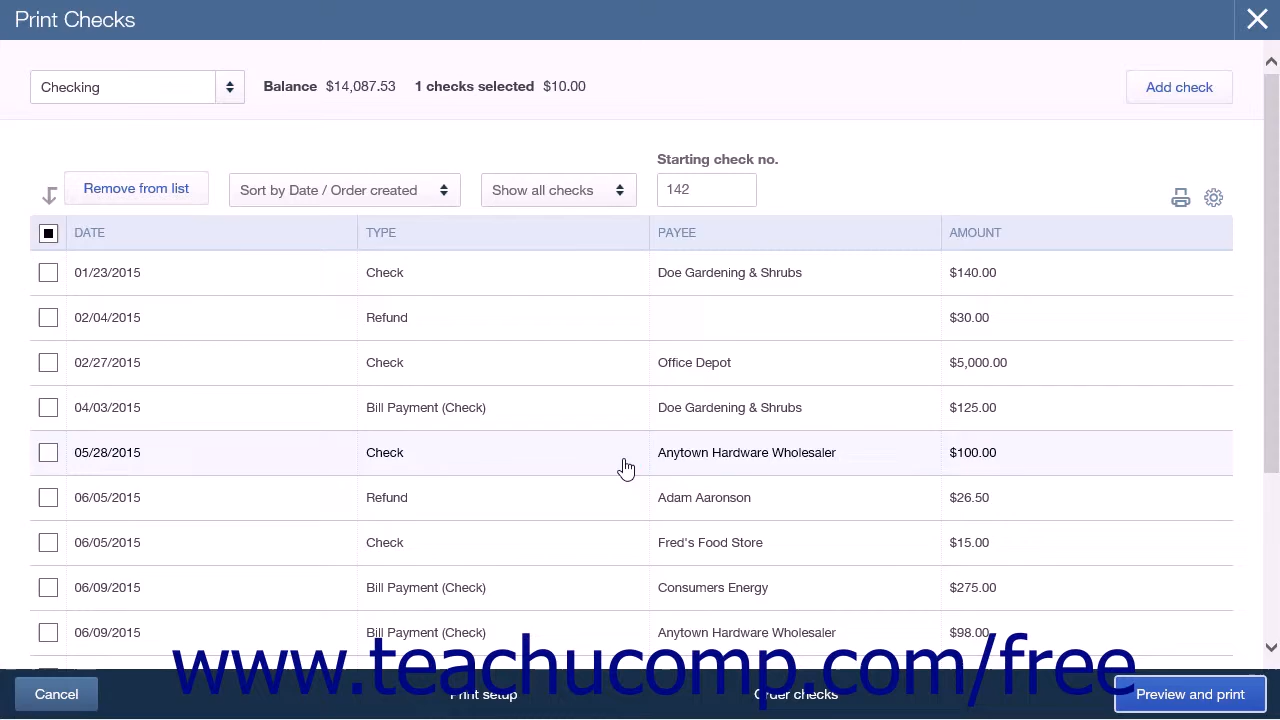 Print Checks
Checking
Balance $14,087.53 1 checks selected $10.00
Add check
Starting check no.
Remove from list
Sort by Date / Order created
Show all checks
142
DATE TYPE PAYEE AMOUNT
01/23/2015 Check Doe Gardening & Shrubs $140.00
02/04/2015 Refund $30.00
02/27/2015 Check Office Depot $5,000.00
04/03/2015 Bill Payment (Check) Doe Gardening & Shrubs $125.00
05/28/2015 Check Anytown Hardware Wholesaler $100.00
06/05/2015 Refund Adam Aaronson $26.50
06/05/2015 Check Fred's Food Store $15.00
06/09/2015 Bill Payment (Check) Consumers Energy $275.00
06/09/2015 Bill Payment (Check) Anytown Hardware Wholesaler $98.00
www.teachucomp.com/free
Cancel Print setup Order checks Preview and print